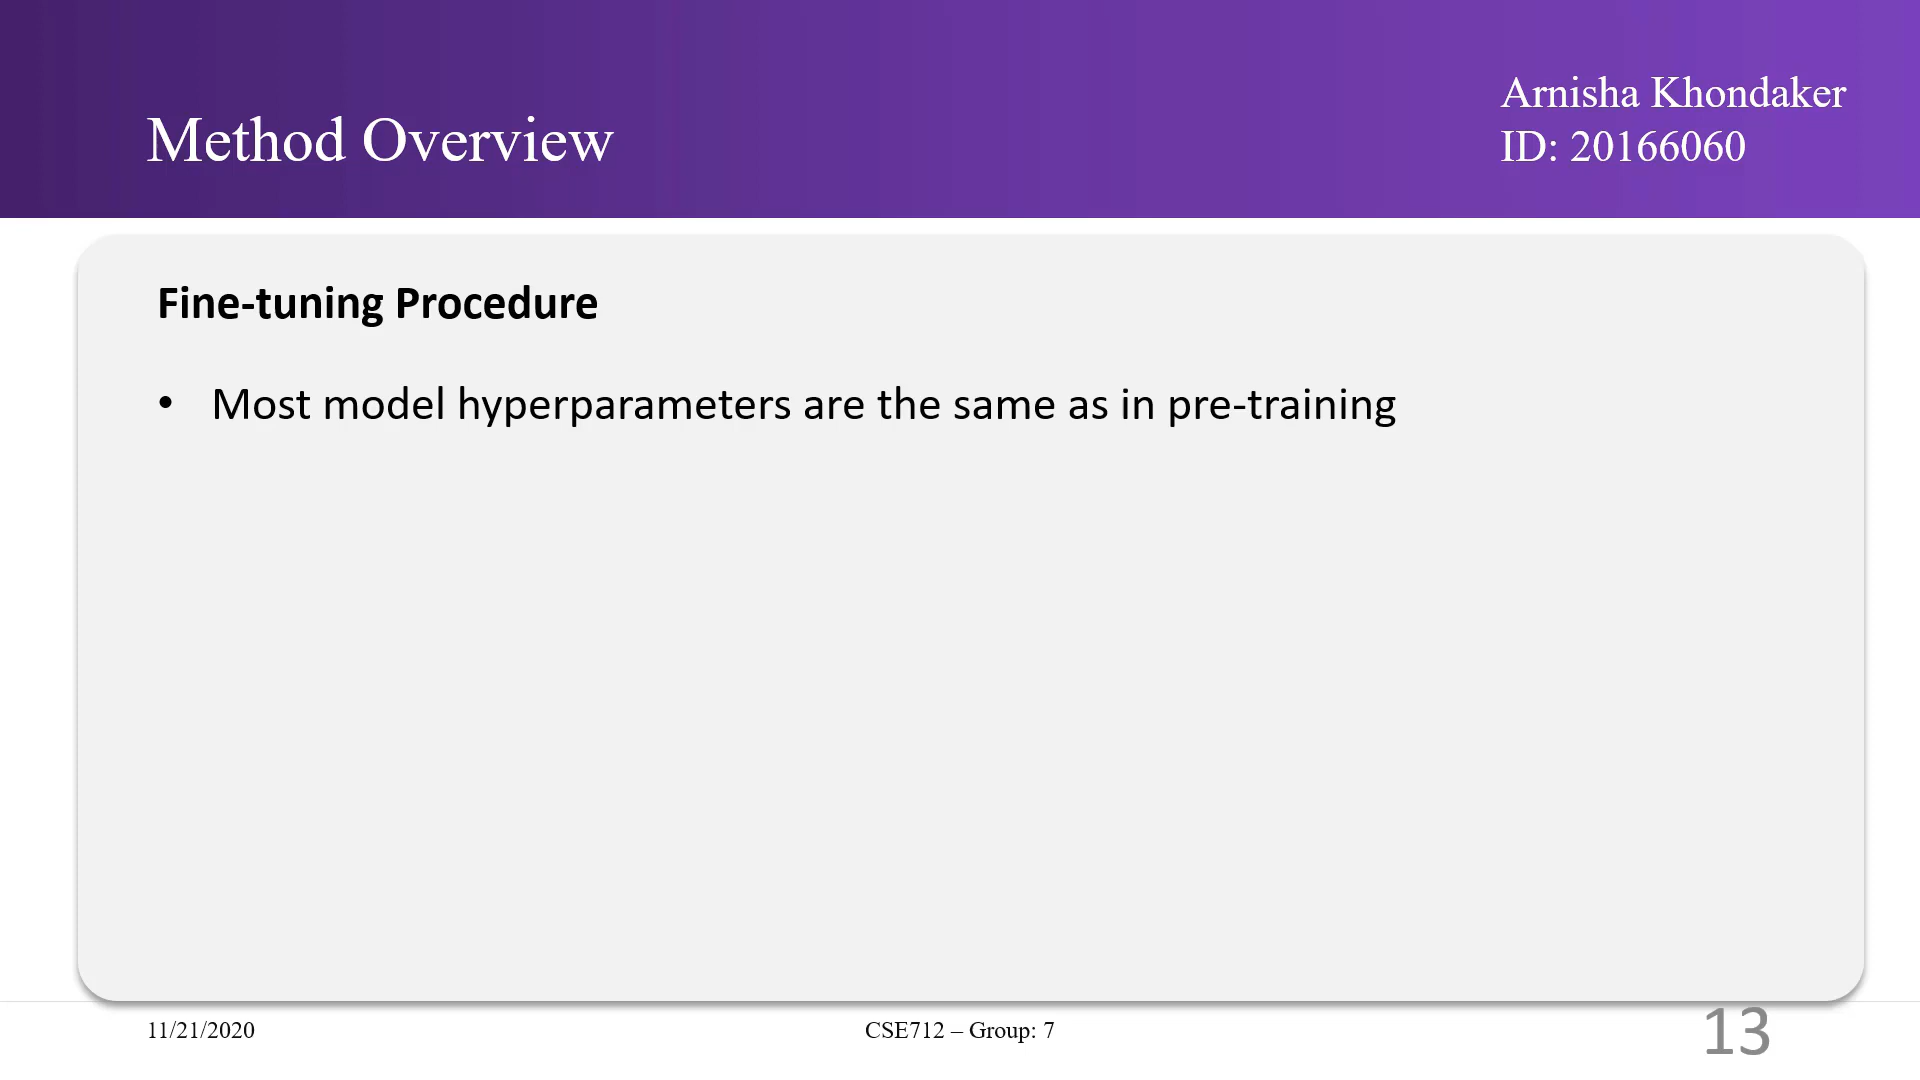 Method Overview
Arnisha Khondaker
ID: 20166060
Fine-tuning Procedure
• Most model hyperparameters are the same as in pre-training
11/21/2020
CSE712 – Group: 7
13